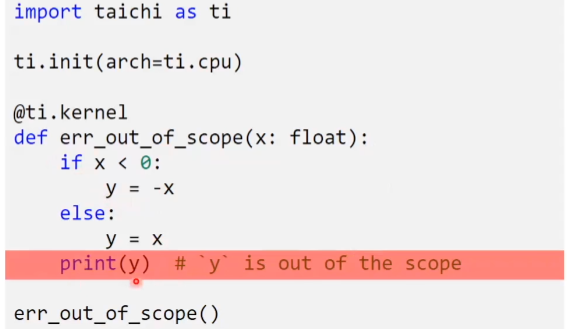 import taichi as ti
ti.init(arch=ti.cpu)
@ti.kernel
def err_out_of_scope(x: float):
if x < 0:
y = -x
else:
y = x
print(y)  # `y` is out of the scope
err_out_of_scope()